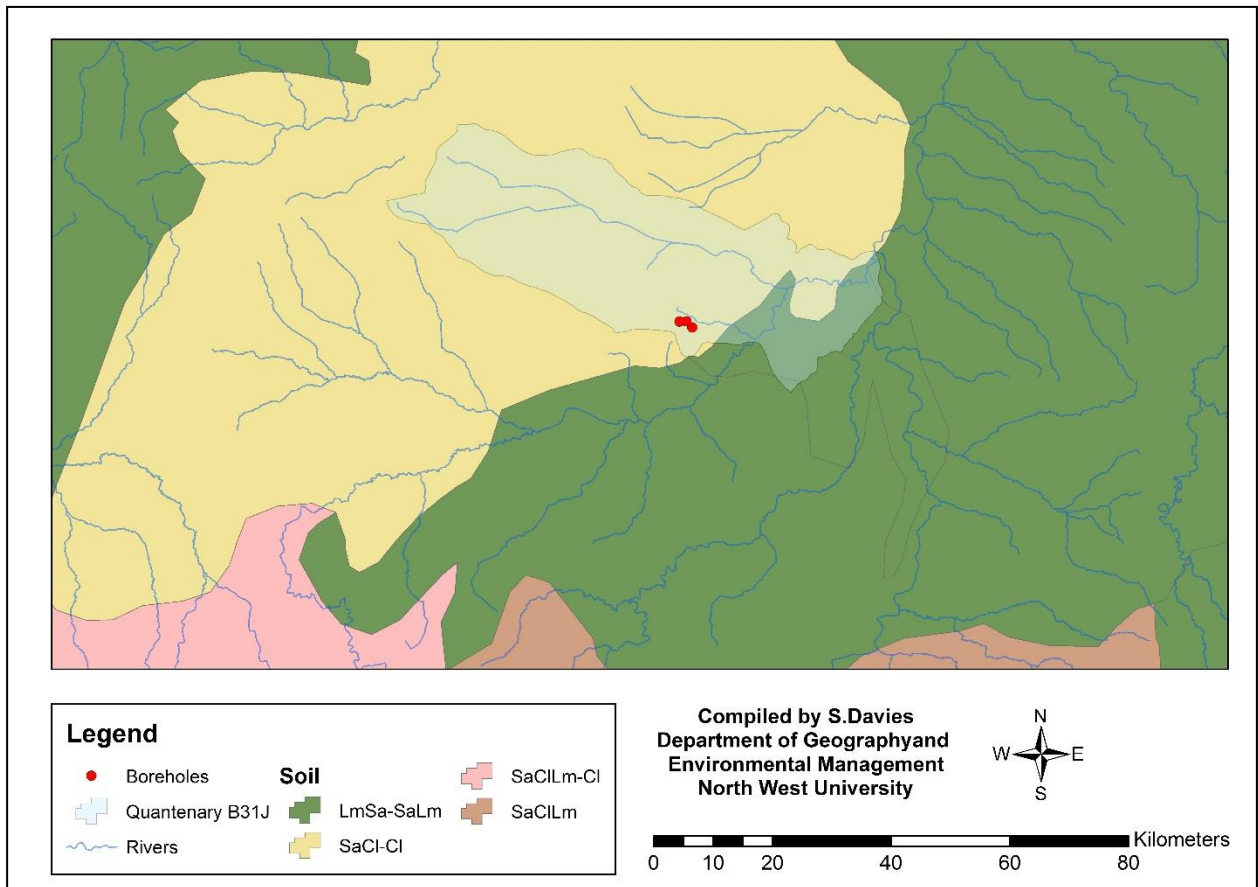 Legend
Boreholes
Quantenary B31J
Rivers
Soil
LmSa-SaLm
SaCl-Cl
SaClLm-Cl
SaClLm
Compiled by S.Davies
Department of Geographyand
Environmental Management
North West University
N
W E
S
Kilometers
0 10 20 40 60 80